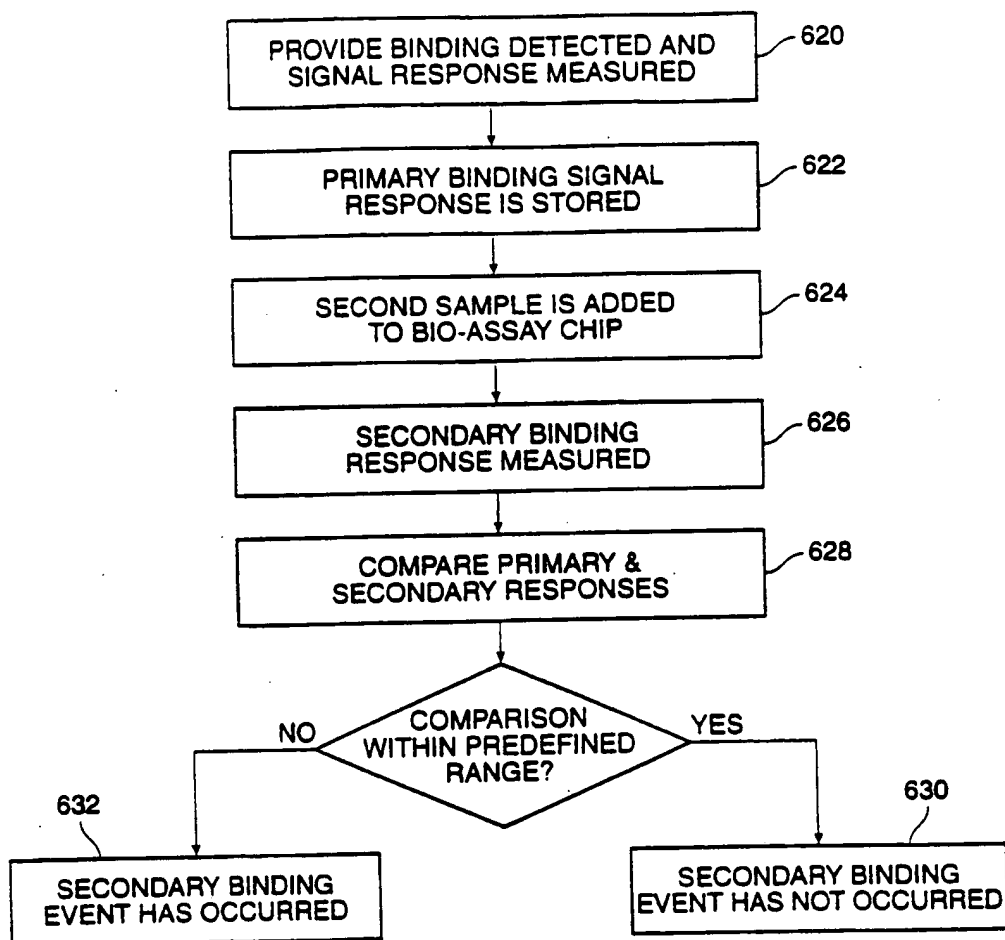 PROVIDE BINDING DETECTED AND
SIGNAL RESPONSE MEASURED
620
PRIMARY BINDING SIGNAL
RESPONSE IS STORED
622
SECOND SAMPLE IS ADDED
TO BIO-ASSAY CHIP
624
SECONDARY BINDING
RESPONSE MEASURED
626
COMPARE PRIMARY &
SECONDARY RESPONSES
628
NO
COMPARISON
WITHIN PREDEFINED
RANGE?
YES
632
SECONDARY BINDING
EVENT HAS OCCURRED
630
SECONDARY BINDING
EVENT HAS NOT OCCURRED